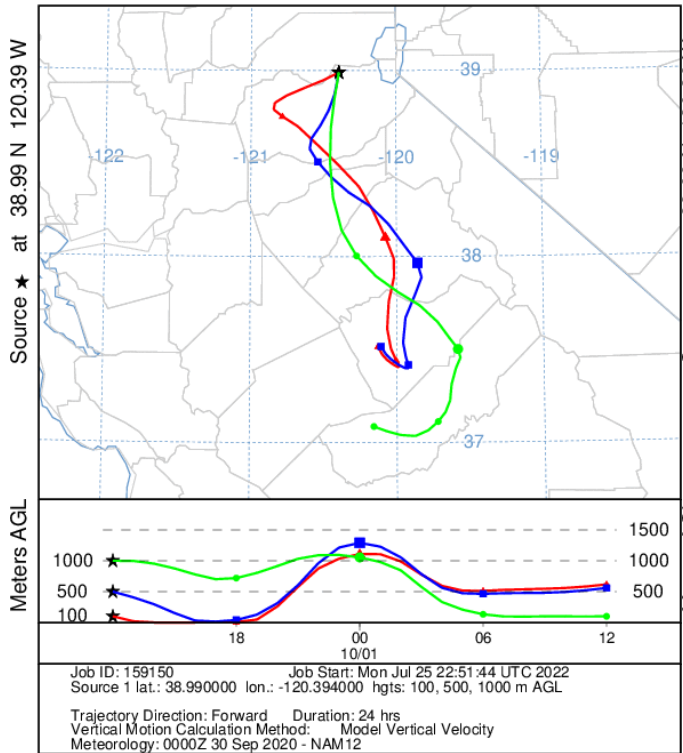 Source ★ at 38.99 N 120.39 W
39
-122
-121
-120
-119
38
37
Meters AGL
1500
1000
1000
500
500
100
18
00
06
12
10/01
Job ID: 159150 Job Start: Mon Jul 25 22:51:44 UTC 2022
Source 1 lat.: 38.990000 lon.: -120.394000 hgts: 100, 500, 1000 m AGL
Trajectory Direction: Forward Duration: 24 hrs
Vertical Motion Calculation Method: Model Vertical Velocity
Meteorology: 0000Z 30 Sep 2020 - NAM12